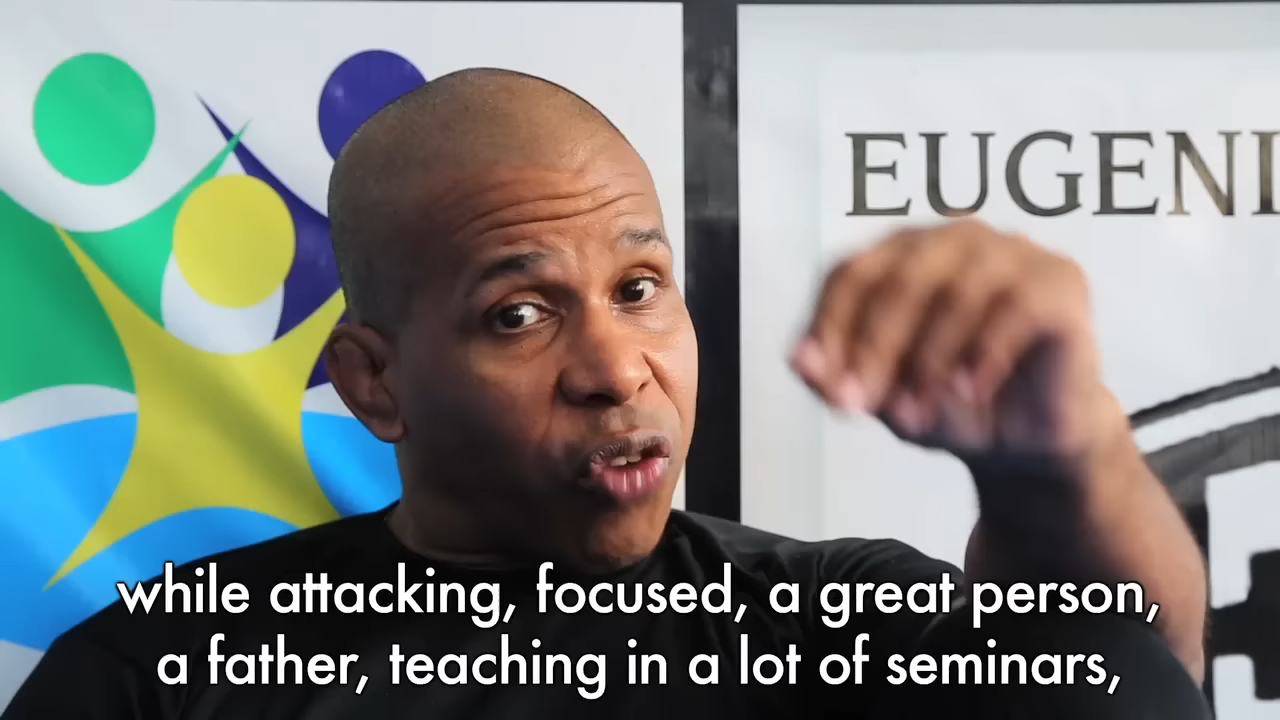 EUGENI
while attacking, focused, a great person,
a father, teaching in a lot of seminars,